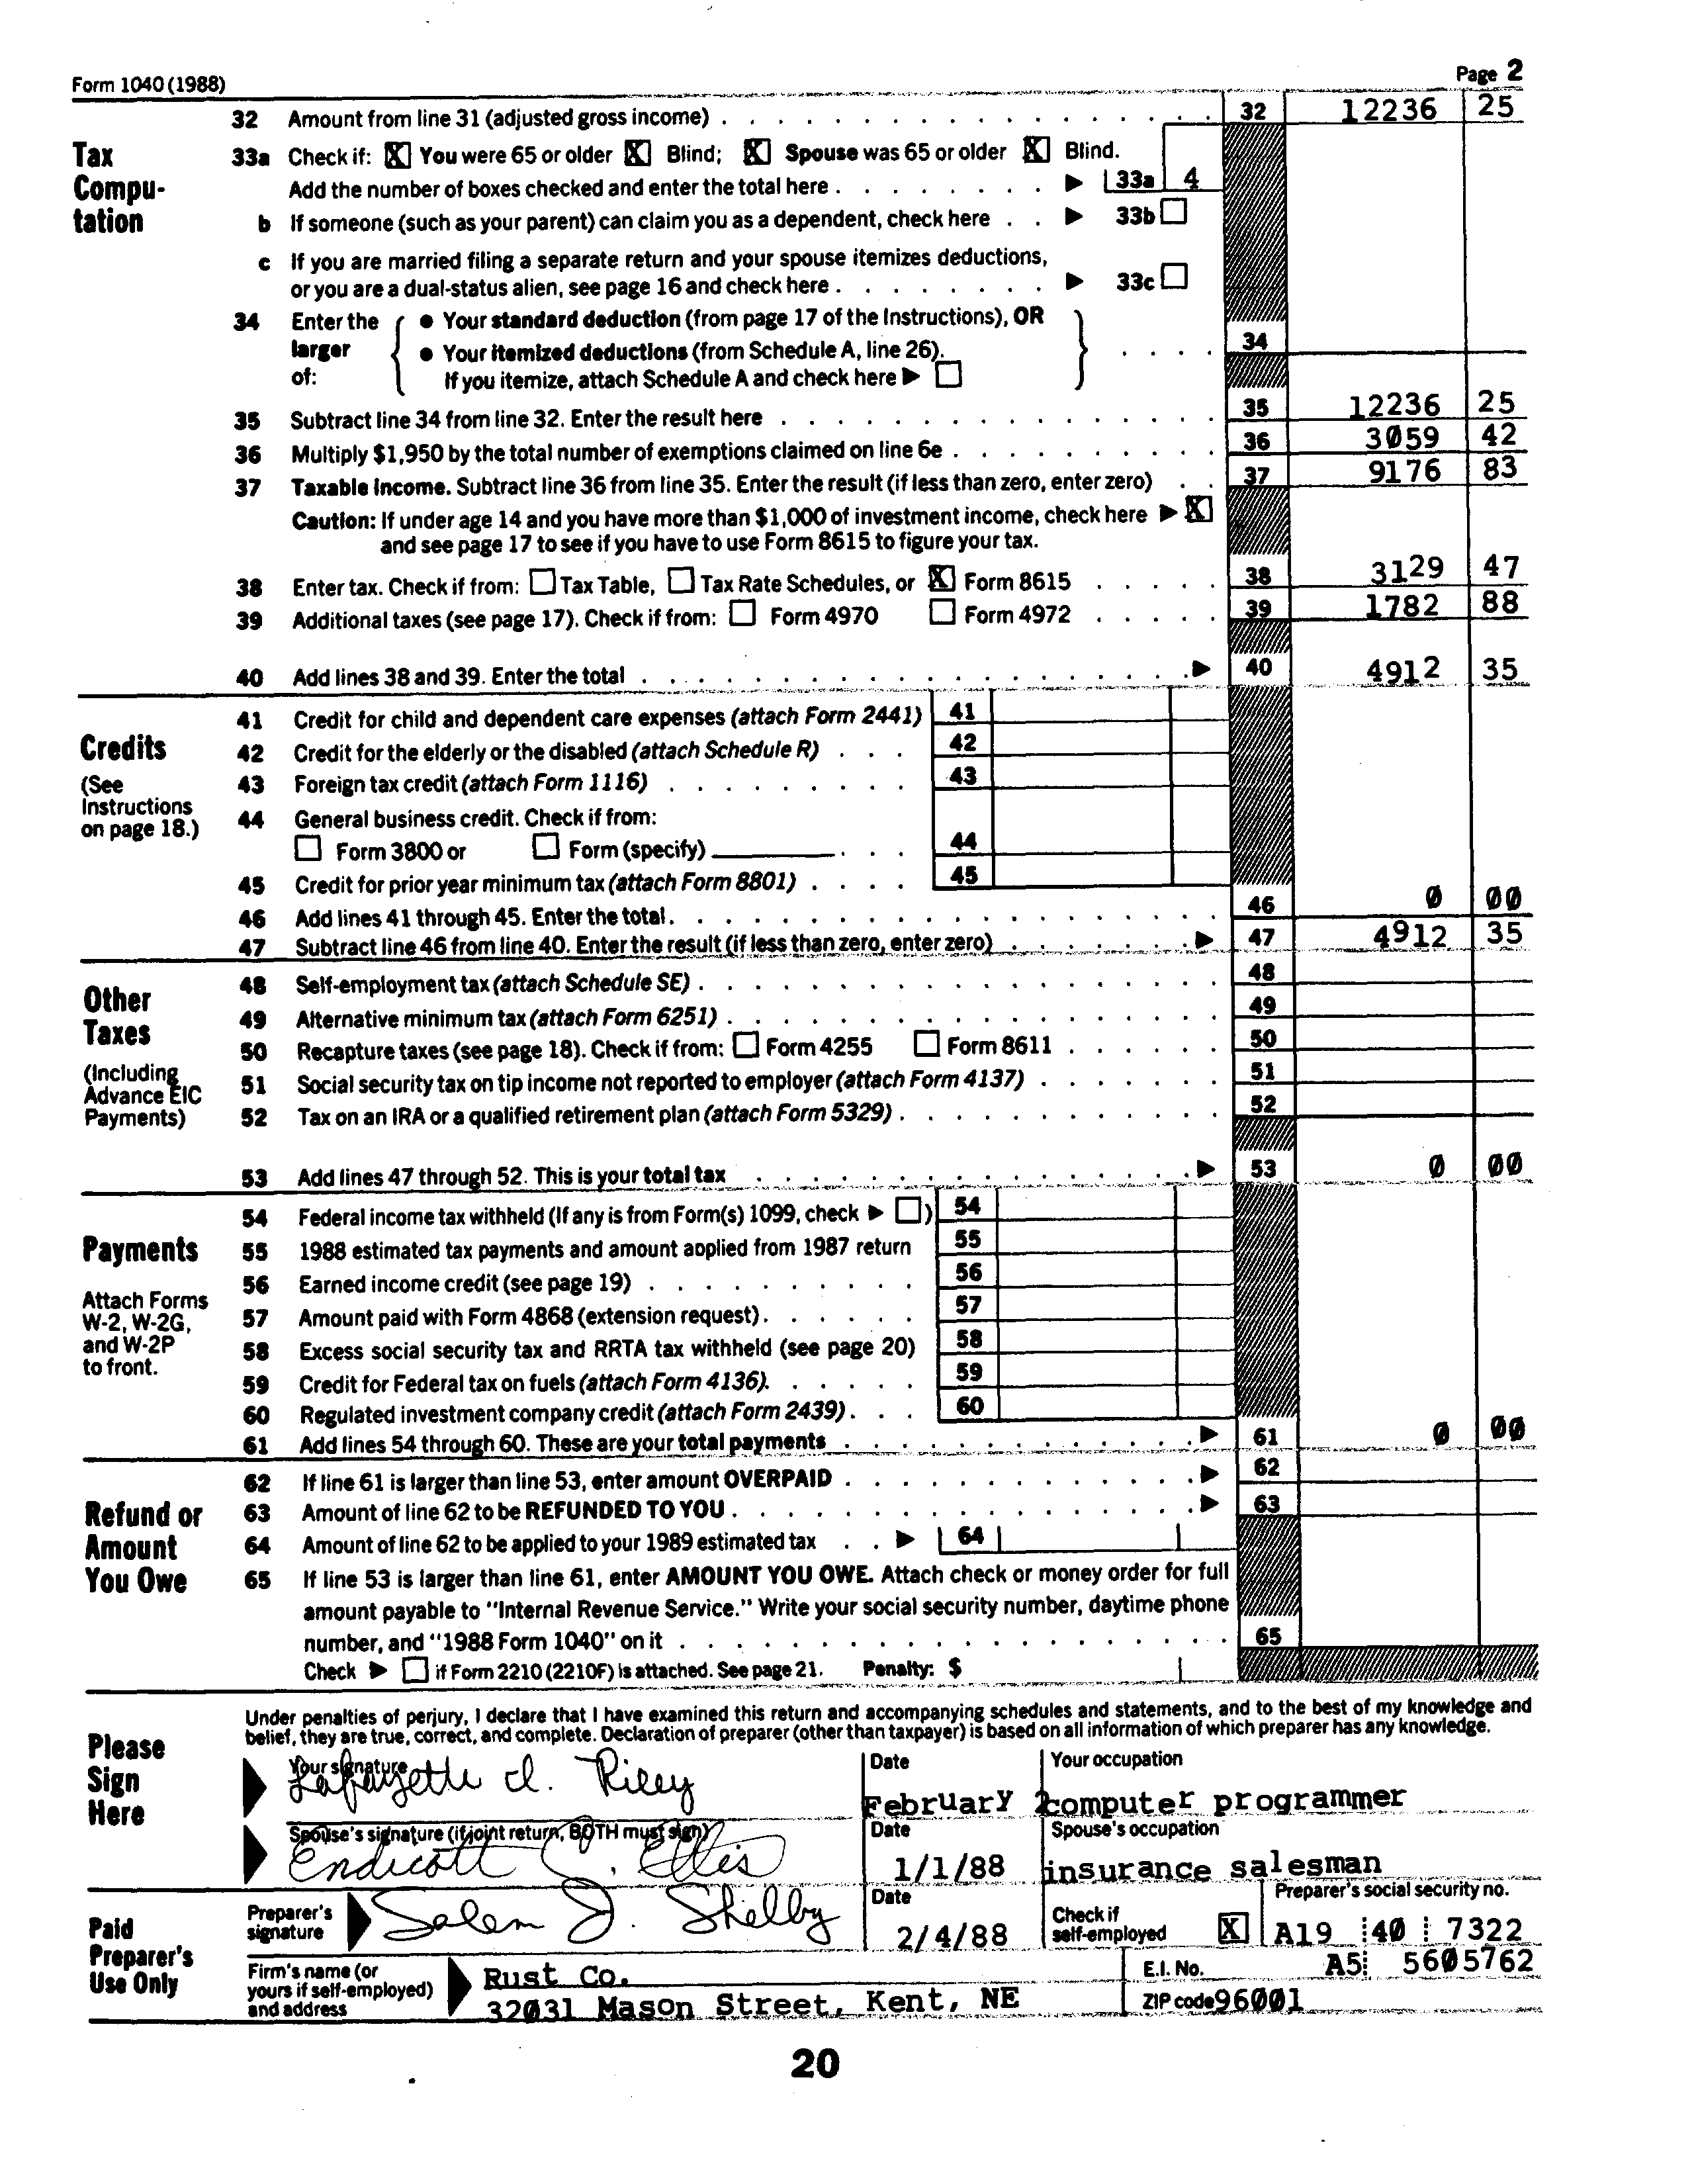 Form 1040 (1988) Page 2
Tax Compu-tation
32 Amount from line 31 (adjusted gross income) 32 12236 25
33a Check if: [X] You were 65 or older [X] Blind; [X] Spouse was 65 or older [X] Blind.
Add the number of boxes checked and enter the total here 33a 4
b If someone (such as your parent) can claim you as a dependent, check here 33b
c If you are married filing a separate return and your spouse itemizes deductions,
or you are a dual-status alien, see page 16 and check here 33c
34 Enter the larger of:
• Your standard deduction (from page 17 of the Instructions), OR
• Your itemized deductions (from Schedule A, line 26). 34
If you itemize, attach Schedule A and check here
35 Subtract line 34 from line 32. Enter the result here 35 12236 25
36 Multiply $1,950 by the total number of exemptions claimed on line 6e 36 3059 42
37 Taxable income. Subtract line 36 from line 35. Enter the result (if less than zero, enter zero) 37 9176 83
Caution: If under age 14 and you have more than $1,000 of investment income, check here ▶ [X]
and see page 17 to see if you have to use Form 8615 to figure your tax.
38 Enter tax. Check if from: Tax Table, Tax Rate Schedules, or [X] Form 8615 38 3129 47
39 Additional taxes (see page 17). Check if from: Form 4970 Form 4972 39 1782 88
40 Add lines 38 and 39. Enter the total 40 4912 35
Credits
(See Instructions on page 18.)
41 Credit for child and dependent care expenses (attach Form 2441) 41
42 Credit for the elderly or the disabled (attach Schedule R) 42
43 Foreign tax credit (attach Form 1116) 43
44 General business credit. Check if from:
Form 3800 or Form (specify) 44
45 Credit for prior year minimum tax (attach Form 8801) 45
46 Add lines 41 through 45. Enter the total 46 0 00
47 Subtract line 46 from line 40. Enter the result (if less than zero, enter zero) 47 4912 35
Other Taxes
(Including Advance EIC Payments)
48 Self-employment tax (attach Schedule SE) 48
49 Alternative minimum tax (attach Form 6251) 49
50 Recapture taxes (see page 18). Check if from: Form 4255 Form 8611 50
51 Social security tax on tip income not reported to employer (attach Form 4137) 51
52 Tax on an IRA or a qualified retirement plan (attach Form 5329) 52
53 Add lines 47 through 52. This is your total tax 53 0 00
Payments
Attach Forms W-2, W-2G, and W-2P to front.
54 Federal income tax withheld (If any is from Form(s) 1099, check ▶ ) 54
55 1988 estimated tax payments and amount applied from 1987 return 55
56 Earned income credit (see page 19) 56
57 Amount paid with Form 4868 (extension request) 57
58 Excess social security tax and RRTA tax withheld (see page 20) 58
59 Credit for Federal tax on fuels (attach Form 4136) 59
60 Regulated investment company credit (attach Form 2439) 60
61 Add lines 54 through 60. These are your total payments 61 0 00
Refund or Amount You Owe
62 If line 61 is larger than line 53, enter amount OVERPAID 62
63 Amount of line 62 to be REFUNDED TO YOU 63
64 Amount of line 62 to be applied to your 1989 estimated tax 64
65 If line 53 is larger than line 61, enter AMOUNT YOU OWE. Attach check or money order for full
amount payable to "Internal Revenue Service." Write your social security number, daytime phone
number, and "1988 Form 1040" on it 65
Check ▶ if Form 2210 (2210F) is attached. See page 21. Penalty: $
Please Sign Here
Under penalties of perjury, I declare that I have examined this return and accompanying schedules and statements, and to the best of my knowledge and
belief, they are true, correct, and complete. Declaration of preparer (other than taxpayer) is based on all information of which preparer has any knowledge.
Your signature Date Your occupation
Lafayette I. Riley February 2 computer programmer
Spouse's signature (if joint return, BOTH must sign) Date Spouse's occupation
Endicott C. Ellis 1/1/88 insurance salesman
Paid Preparer's Use Only
Preparer's signature Date Check if self-employed Preparer's social security no.
Salem J. Shelby 2/4/88 [X] A19 40 7322
Firm's name (or yours if self-employed) and address
Rust Co. E.I. No. A5 5605762
32031 Mason Street, Kent, NE ZIP code 96001
20